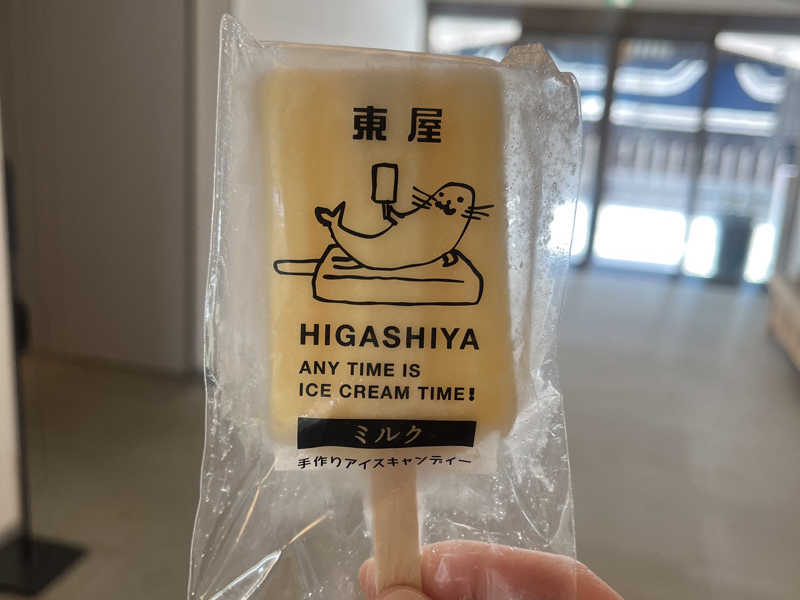 東屋
HIGASHIYA
ANY TIME IS
ICE CREAM TIME!
ミルク
手作りアイスキャンディー